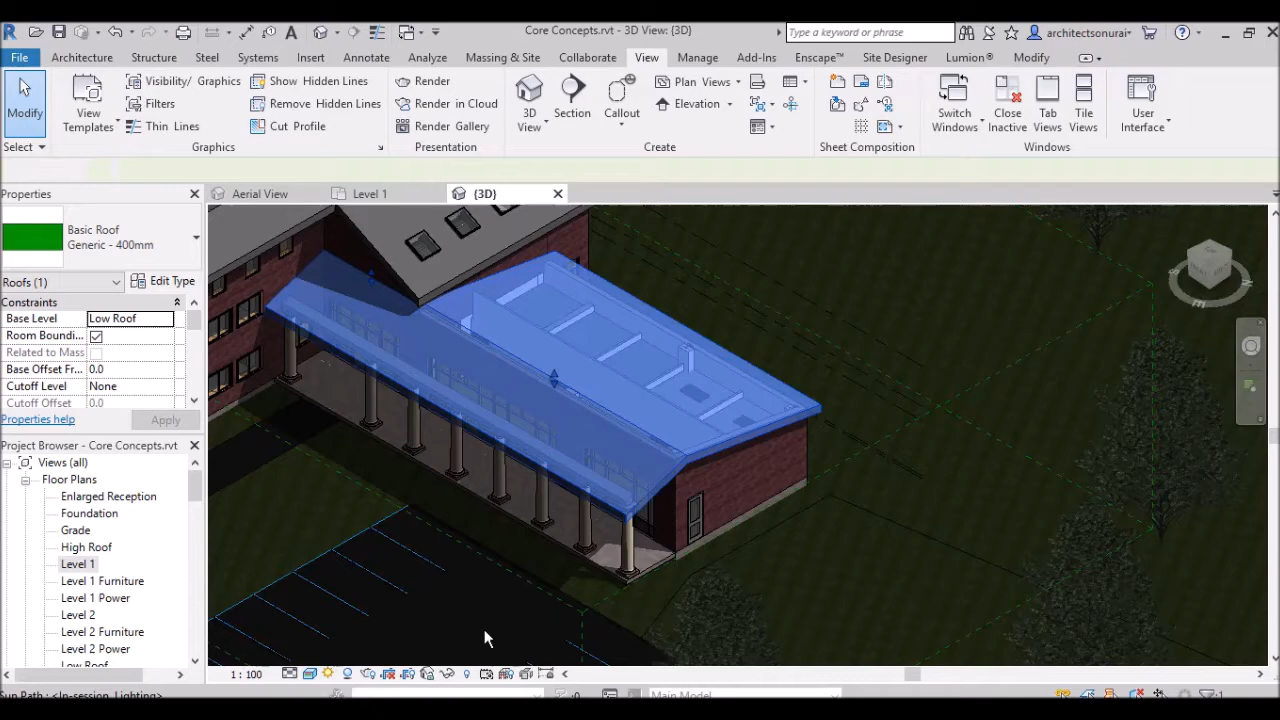 Core Concepts.rvt - 3D View: {3D}
Type a keyword or phrase
architectsonurai
File Architecture Structure Steel Systems Insert Annotate Analyze Massing & Site Collaborate View Manage Add-Ins Enscape™ Site Designer Lumion® Modify
Modify
View Templates
Visibility/ Graphics
Filters
Thin Lines
Show Hidden Lines
Remove Hidden Lines
Cut Profile
Render
Render in Cloud
Render Gallery
3D View
Section
Callout
Plan Views
Elevation
Switch Windows
Close Inactive
Tab Views
Tile Views
User Interface
Select Graphics Presentation Create Sheet Composition Windows
Properties
Aerial View Level 1 {3D}
Basic Roof
Generic - 400mm
Roofs (1) Edit Type
Constraints
Base Level Low Roof
Room Boundi...
Related to Mass
Base Offset Fr... 0.0
Cutoff Level None
Cutoff Offset 0.0
Properties help Apply
Project Browser - Core Concepts.rvt
Views (all)
Floor Plans
Enlarged Reception
Foundation
Grade
High Roof
Level 1
Level 1 Furniture
Level 1 Power
Level 2
Level 2 Furniture
Level 2 Power
Low Roof
1 : 100
Sun Path : <In-session, Lighting>
:0
Main Model
:1